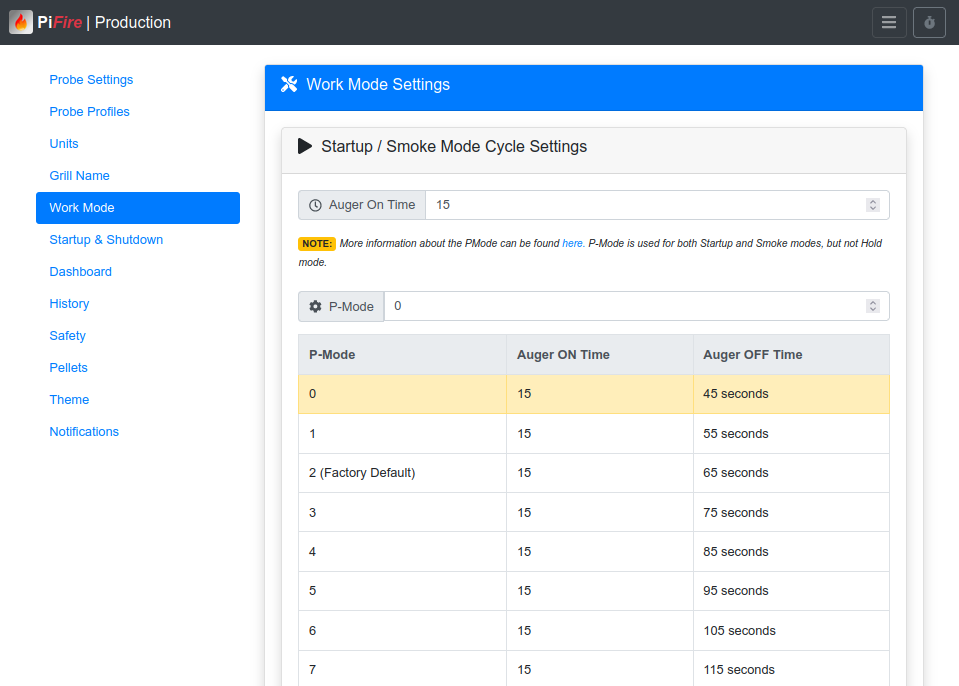 PiFire | Production
Probe Settings
Probe Profiles
Units
Grill Name
Work Mode
Startup & Shutdown
Dashboard
History
Safety
Pellets
Theme
Notifications
Work Mode Settings
Startup / Smoke Mode Cycle Settings
Auger On Time 15
NOTE: More information about the PMode can be found here. P-Mode is used for both Startup and Smoke modes, but not Hold
mode.
P-Mode 0
P-Mode Auger ON Time Auger OFF Time
0 15 45 seconds
1 15 55 seconds
2 (Factory Default) 15 65 seconds
3 15 75 seconds
4 15 85 seconds
5 15 95 seconds
6 15 105 seconds
7 15 115 seconds